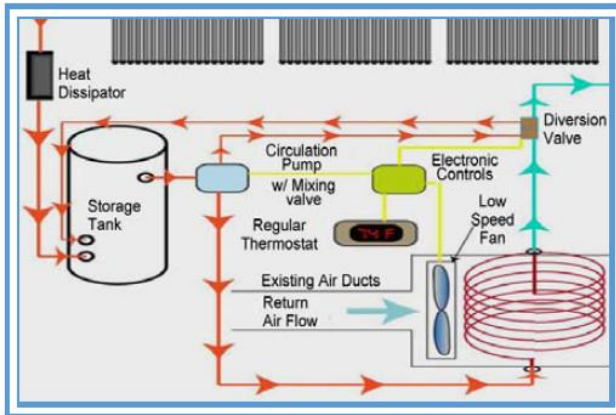 Heat
Dissipator
Diversion
Valve
Circulation
Pump
w/ Mixing
valve
Electronic
Controls
Storage
Tank
Regular
Thermostat
74 F
Low
Speed
Fan
Existing Air Ducts
Return
Air Flow